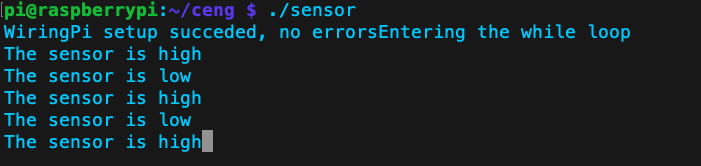 pi@raspberrypi:~/ceng $ ./sensor
WiringPi setup succeded, no errorsEntering the while loop
The sensor is high
The sensor is low
The sensor is high
The sensor is low
The sensor is high